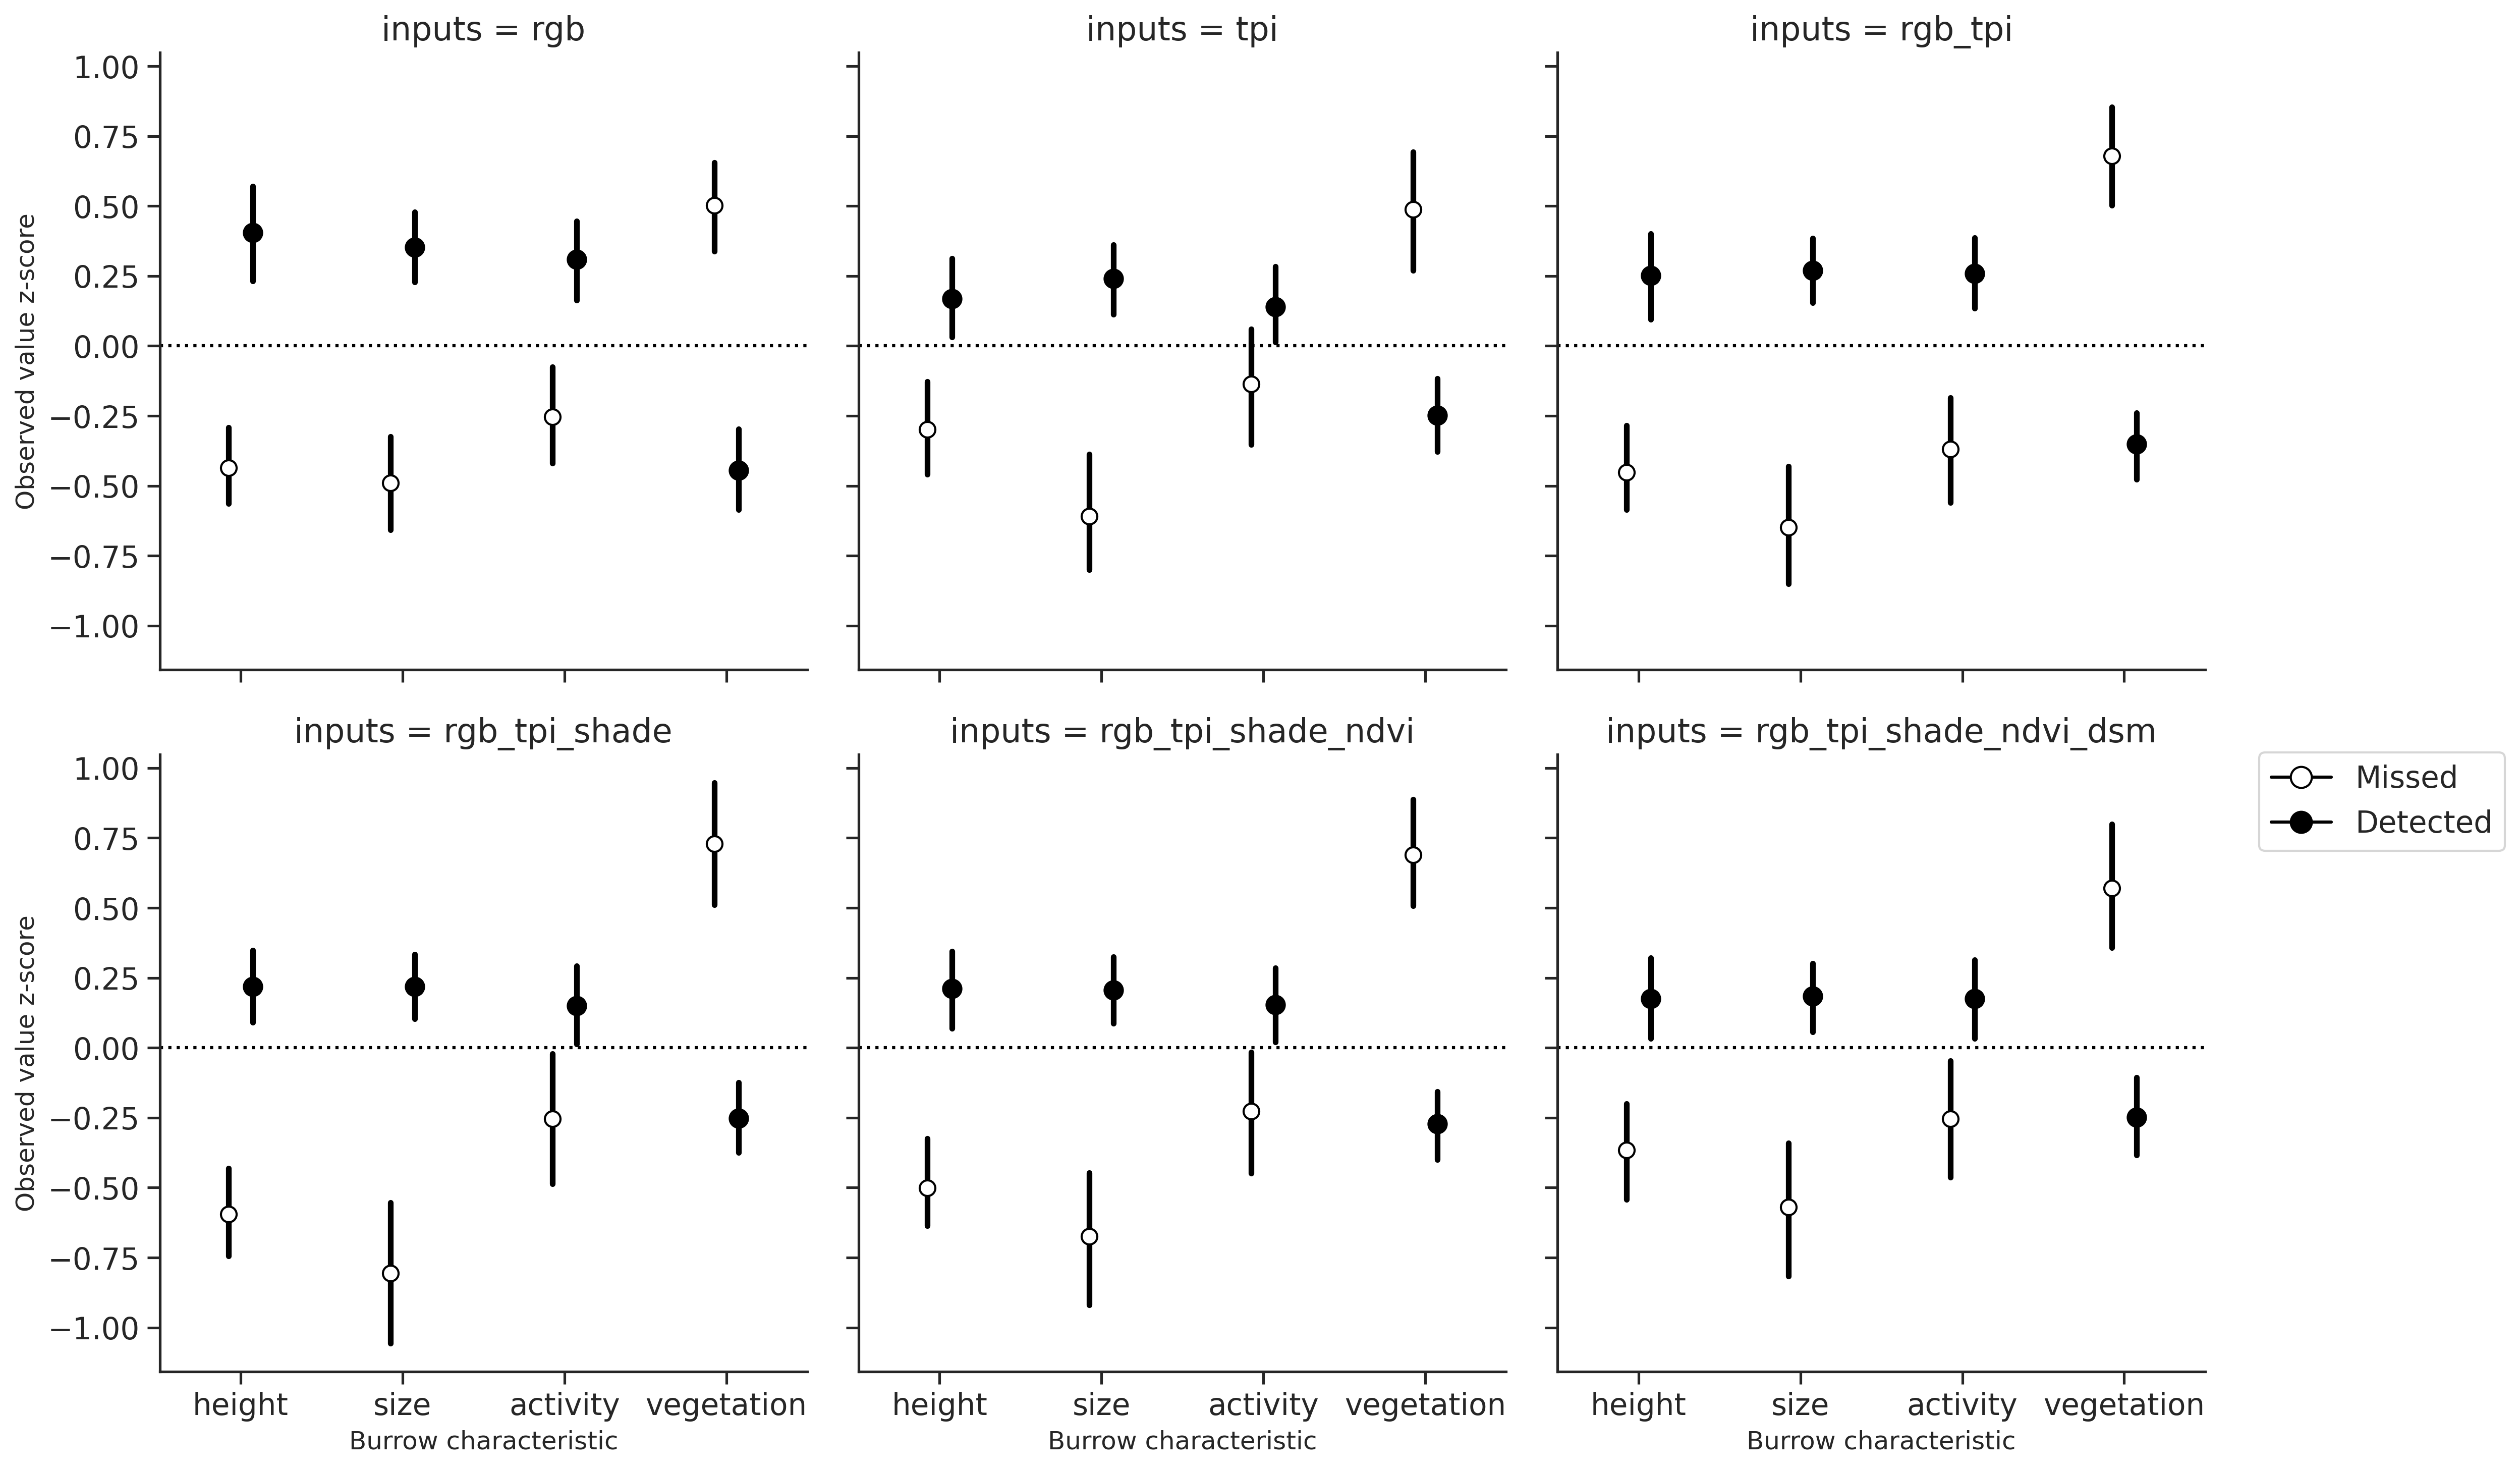 inputs = rgb
inputs = tpi
inputs = rgb_tpi
Observed value z-score
1.00
0.75
0.50
0.25
0.00
−0.25
−0.50
−0.75
−1.00
inputs = rgb_tpi_shade
inputs = rgb_tpi_shade_ndvi
inputs = rgb_tpi_shade_ndvi_dsm
Observed value z-score
1.00
0.75
0.50
0.25
0.00
−0.25
−0.50
−0.75
−1.00
Missed
Detected
height size activity vegetation
height size activity vegetation
height size activity vegetation
Burrow characteristic
Burrow characteristic
Burrow characteristic